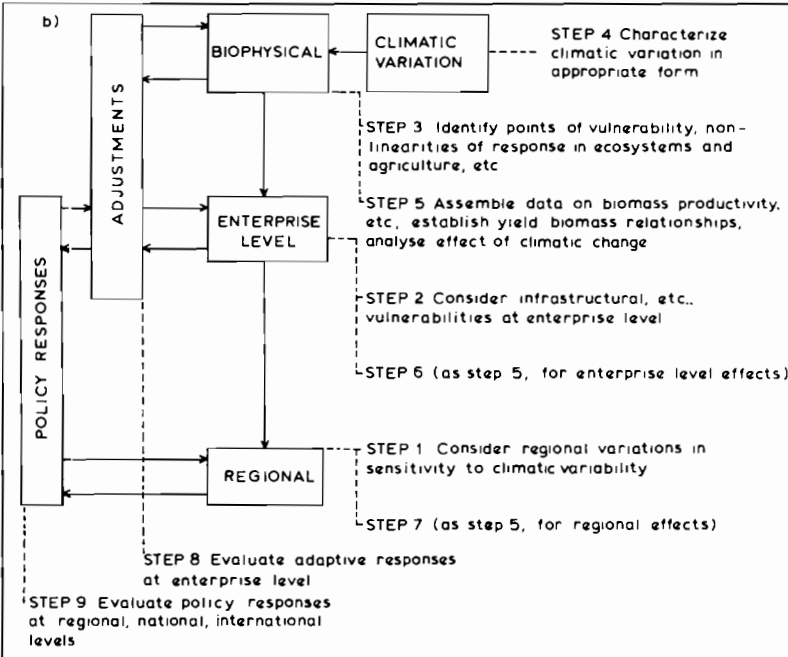 b)
BIOPHYSICAL
CLIMATIC
VARIATION
STEP 4 Characterize
climatic variation in
appropriate form
ADJUSTMENTS
STEP 3 Identify points of vulnerability, non-
linearities of response in ecosystems and
agriculture, etc
STEP 5 Assemble data on biomass productivity,
etc, establish yield biomass relationships,
analyse effect of climatic change
ENTERPRISE
LEVEL
STEP 2 Consider infrastructural, etc.,
vulnerabilities at enterprise level
STEP 6 (as step 5, for enterprise level effects)
POLICY RESPONSES
STEP 1 Consider regional variations in
sensitivity to climatic variability
REGIONAL
STEP 7 (as step 5, for regional effects)
STEP 8 Evaluate adaptive responses
at enterprise level
STEP 9 Evaluate policy responses
at regional, national, international
levels